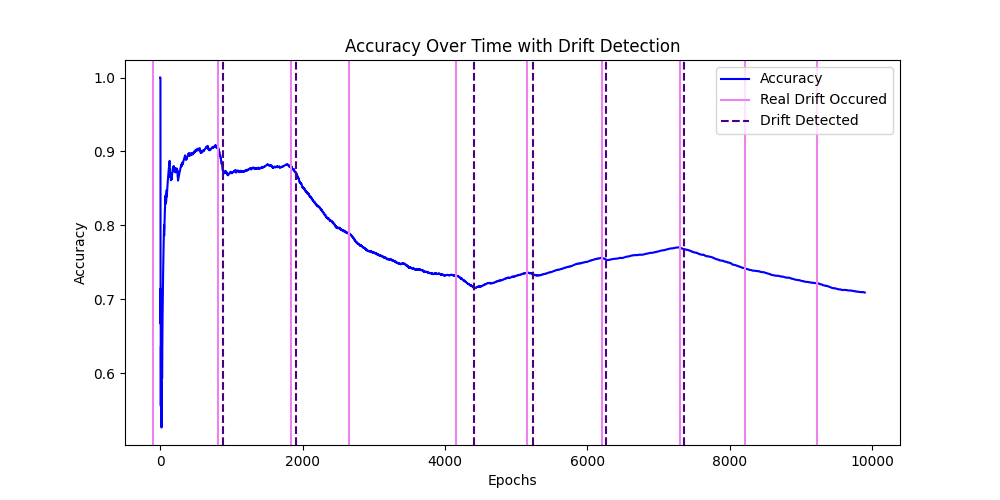 Accuracy Over Time with Drift Detection
Accuracy
Real Drift Occured
Drift Detected
1.0
0.9
0.8
0.7
0.6
Accuracy
0
2000
4000
6000
8000
10000
Epochs